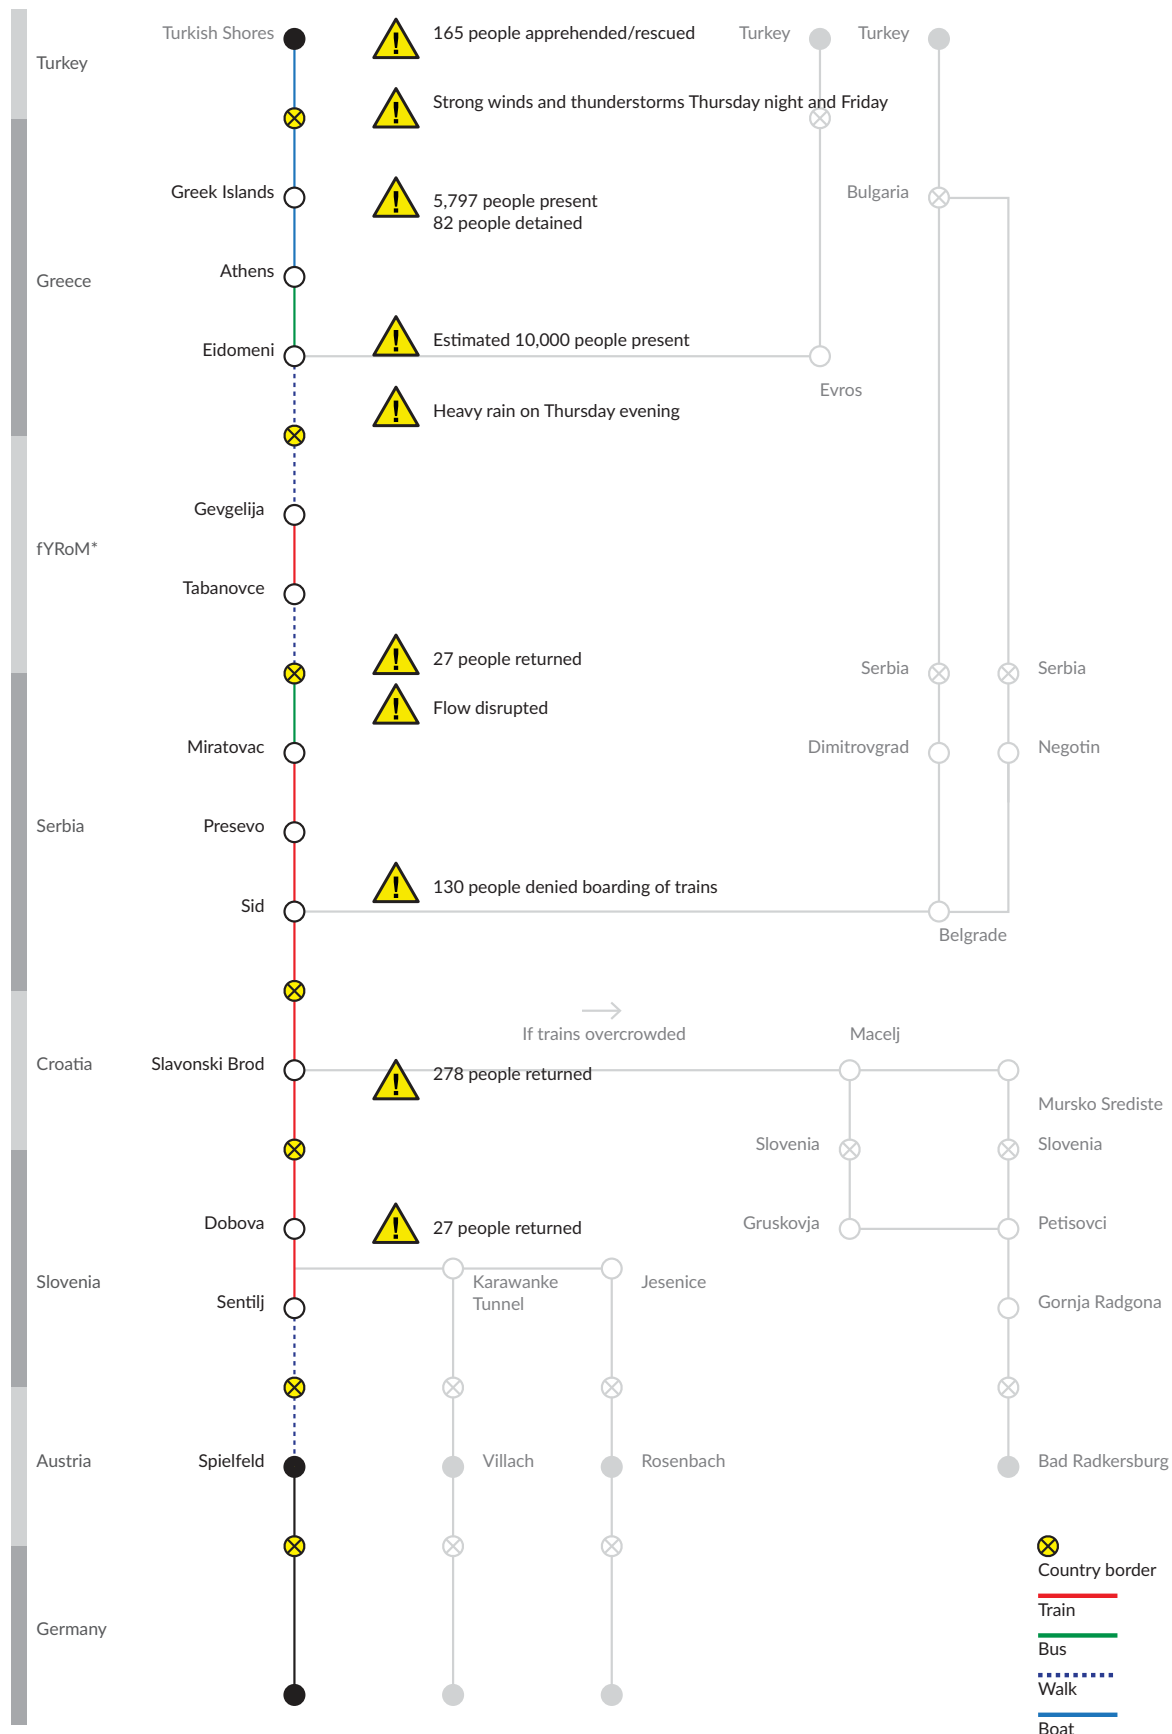 Turkish Shores
165 people apprehended/rescued
Turkey
Turkey
Turkey
Strong winds and thunderstorms Thursday night and Friday
Greek Islands
5,797 people present
82 people detained
Bulgaria
Athens
Greece
Eidomeni
Estimated 10,000 people present
Evros
Heavy rain on Thursday evening
Gevgelija
fYRoM*
Tabanovce
27 people returned
Serbia
Serbia
Flow disrupted
Miratovac
Dimitrovgrad
Negotin
Serbia
Presevo
130 people denied boarding of trains
Sid
Belgrade
If trains overcrowded
Macelj
Croatia
Slavonski Brod
278 people returned
Mursko Srediste
Slovenia
Slovenia
Dobova
27 people returned
Gruskovja
Petisovci
Slovenia
Karawanke
Tunnel
Jesenice
Sentilj
Gornja Radgona
Austria
Spielfeld
Villach
Rosenbach
Bad Radkersburg
Country border
Train
Germany
Bus
Walk
Boat